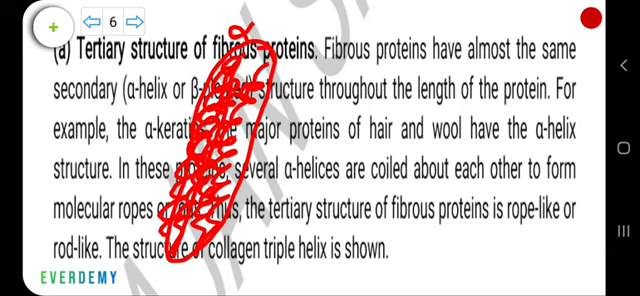 6
(a) Tertiary structure of fibrous proteins. Fibrous proteins have almost the same
secondary (α-helix or structure throughout the length of the protein. For
example, the major proteins of hair and wool have the α-helix
structure. In these several α-helices are coiled about each other to form
molecular ropes the tertiary structure of fibrous proteins is rope-like or
rod-like. The structure of collagen triple helix is shown.
EVERDEMY